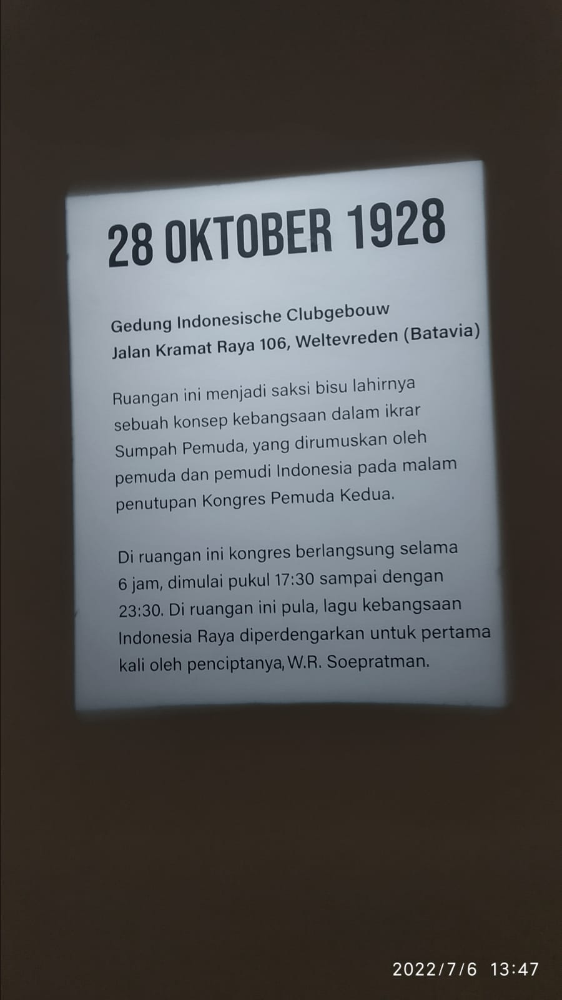 28 OKTOBER 1928
Gedung Indonesische Clubgebouw
Jalan Kramat Raya 106, Weltevreden (Batavia)
Ruangan ini menjadi saksi bisu lahirnya
sebuah konsep kebangsaan dalam ikrar
Sumpah Pemuda, yang dirumuskan oleh
pemuda dan pemudi Indonesia pada malam
penutupan Kongres Pemuda Kedua.
Di ruangan ini kongres berlangsung selama
6 jam, dimulai pukul 17:30 sampai dengan
23:30. Di ruangan ini pula, lagu kebangsaan
Indonesia Raya diperdengarkan untuk pertama
kali oleh penciptanya, W.R. Soepratman.
2022/7/6 13:47